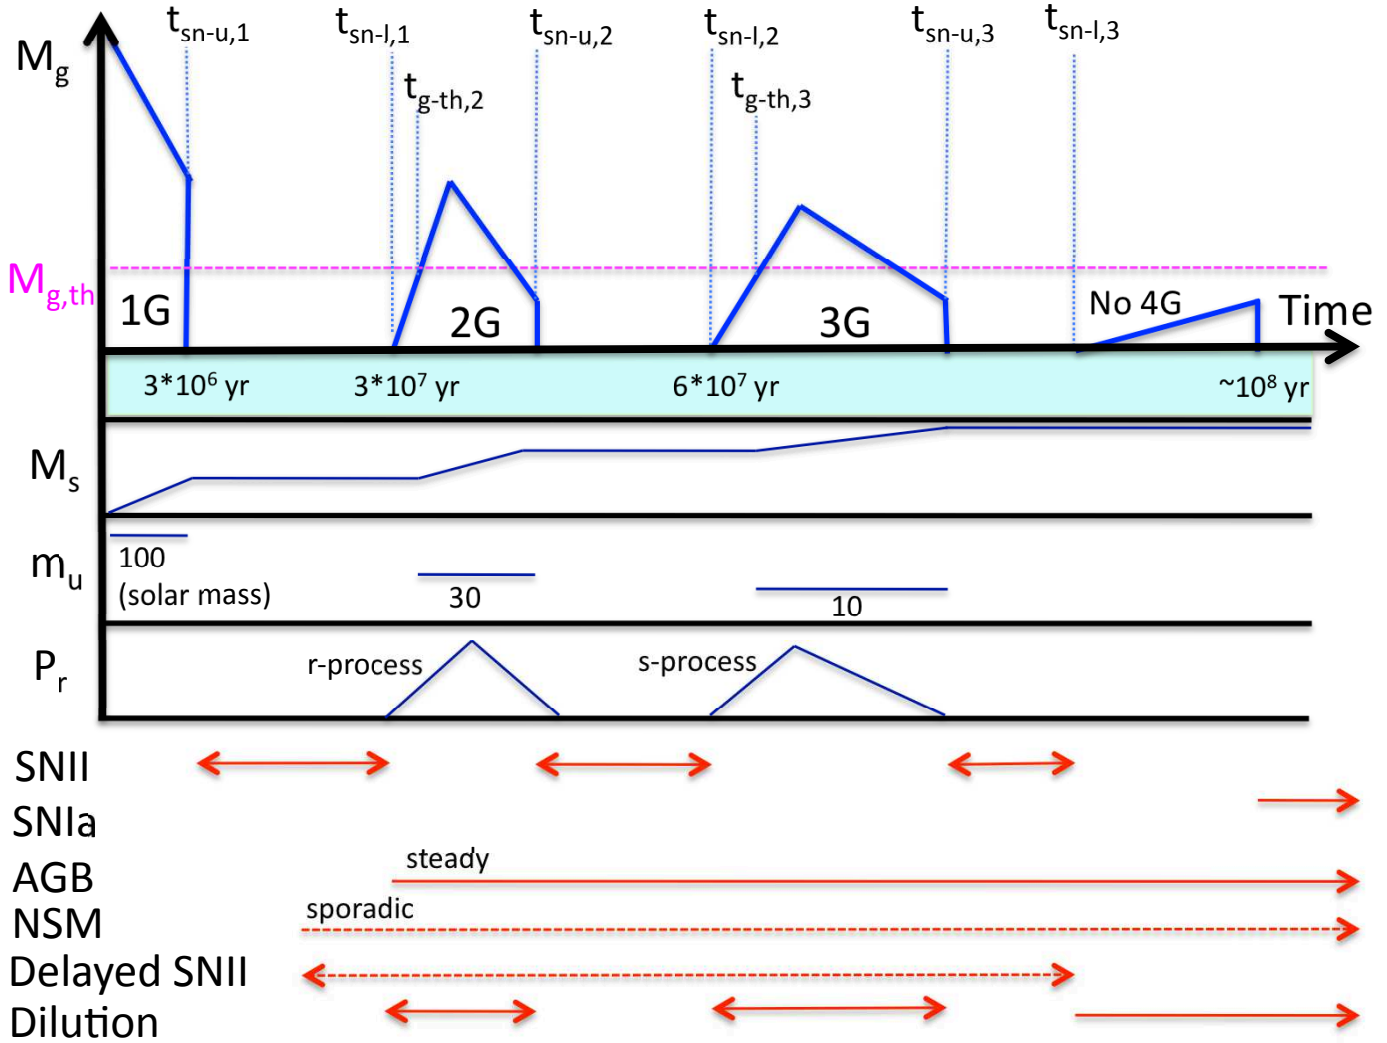 t_sn-u,1
t_sn-l,1
t_sn-u,2
t_sn-l,2
t_sn-u,3
t_sn-l,3
M_g
t_g-th,2
t_g-th,3
M_g,th
1G
2G
3G
No 4G
Time
3*10^6 yr
3*10^7 yr
6*10^7 yr
~10^8 yr
M_s
m_u
100
(solar mass)
30
10
P_r
r-process
s-process
SNII
SNIa
AGB
steady
NSM
sporadic
Delayed SNII
Dilution